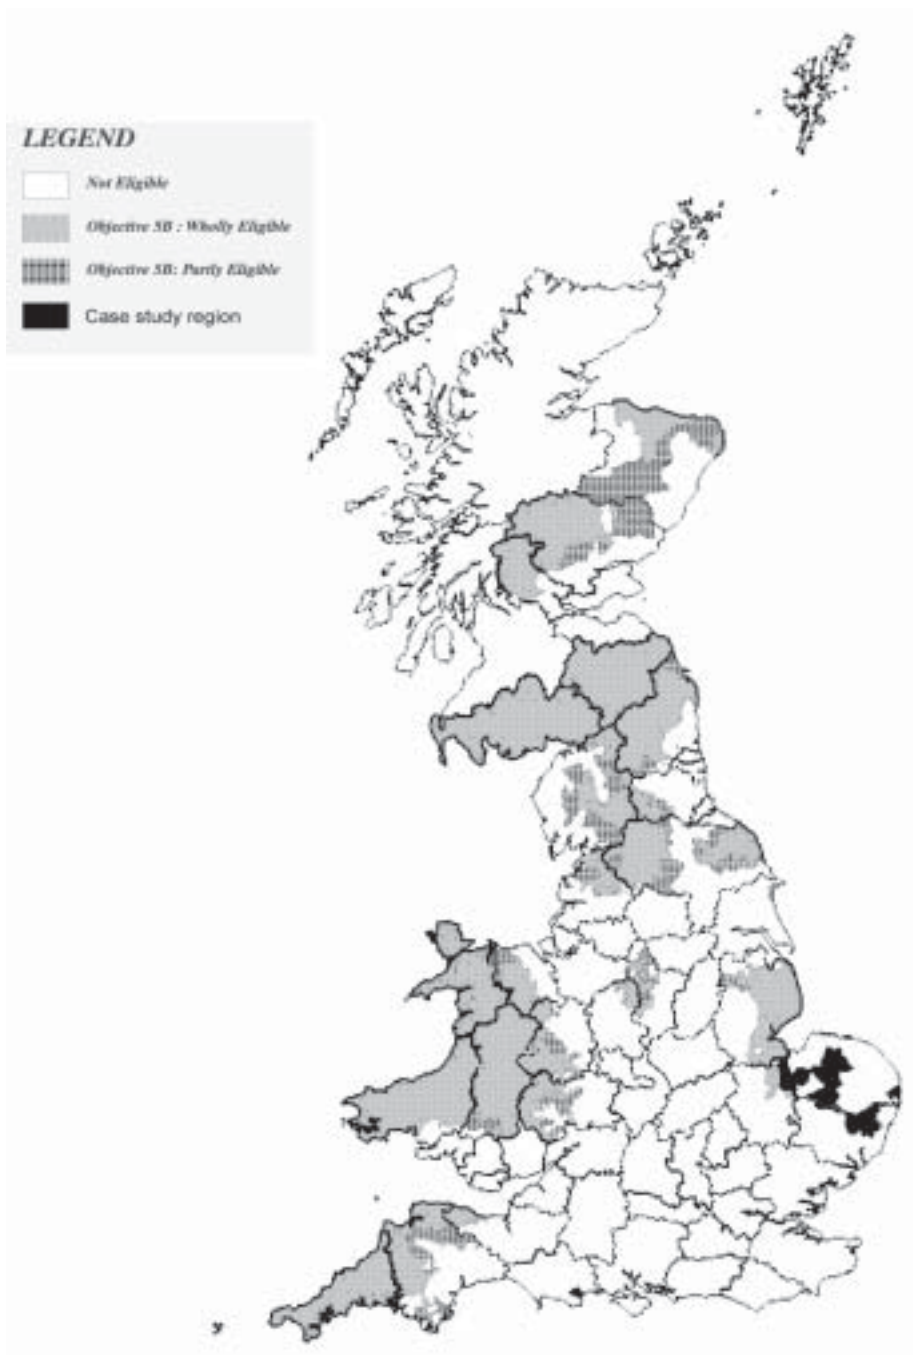 LEGEND
Not Eligible
Objective 5B : Wholly Eligible
Objective 5B: Partly Eligible
Case study region